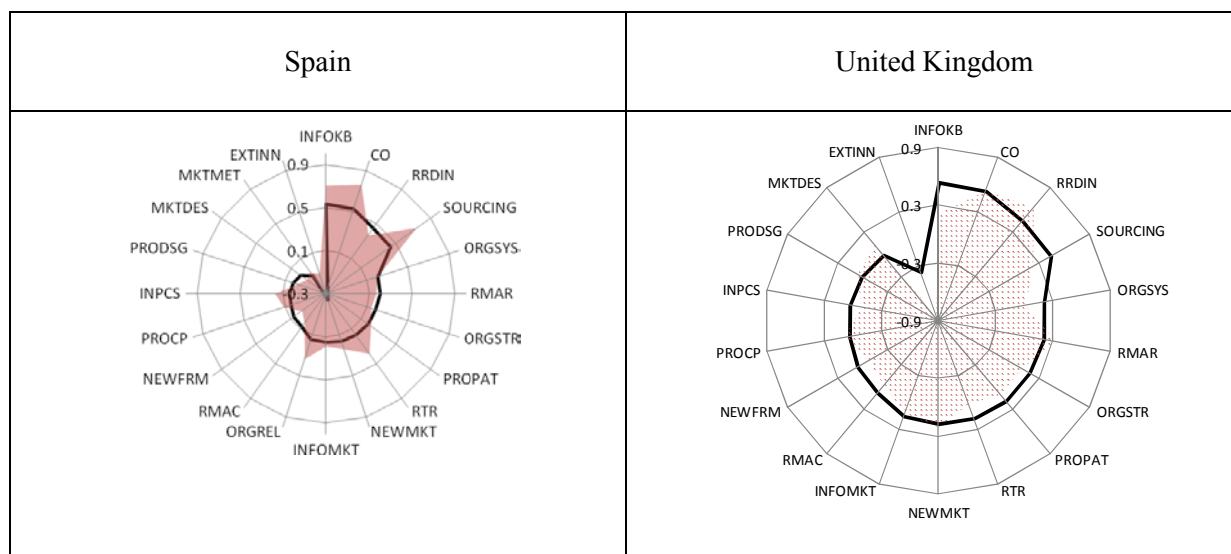 Spain
United Kingdom
INFOKB
CO
RRDIN
SOURCING
ORGSYS
RMAR
ORGSTR
PROPAT
RTR
NEWMKT
INFOMKT
ORGREL
RMAC
NEWFRM
PROCP
INPCS
PRODSG
MKTDES
MKTMET
EXTINN
0.9
0.5
0.1
-0.3
INFOKB
CO
RRDIN
SOURCING
ORGSYS
RMAR
ORGSTR
PROPAT
RTR
NEWMKT
INFOMKT
RMAC
NEWFRM
PROCP
INPCS
PRODSG
MKTDES
EXTINN
0.9
0.3
-0.3
-0.9